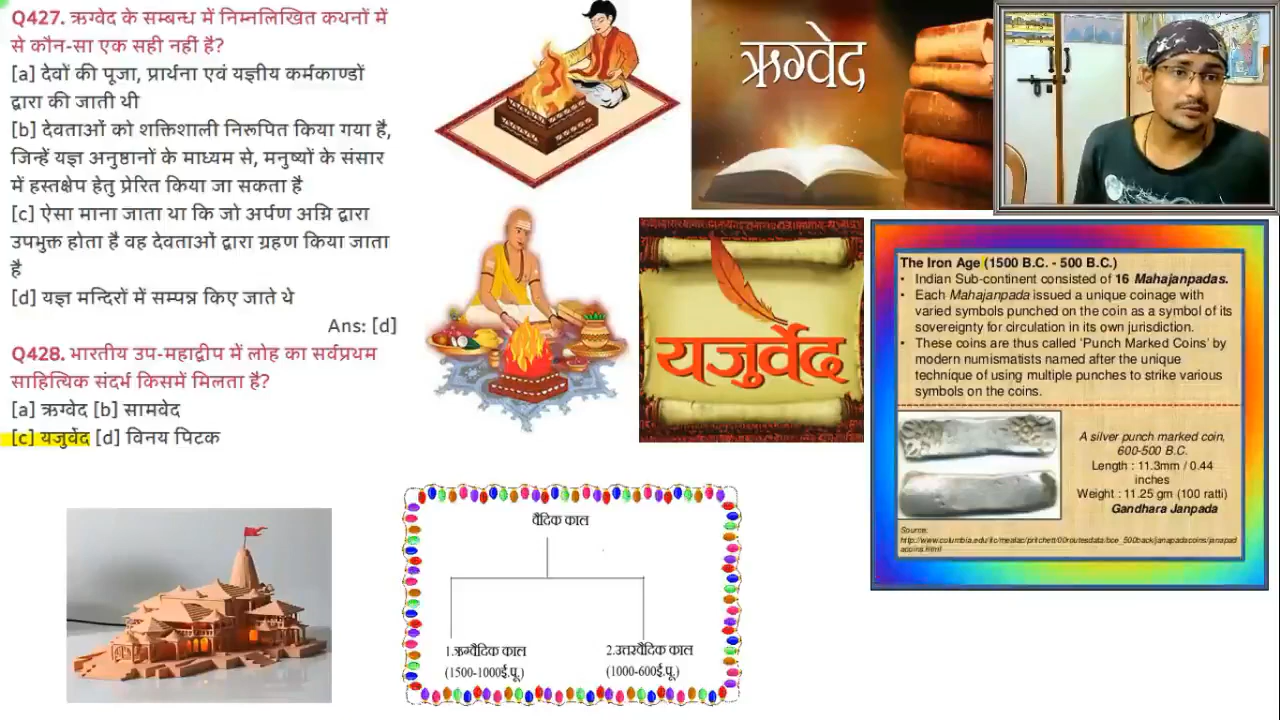 Q427. ऋग्वेद के सम्बन्ध में निम्नलिखित कथनों में
से कौन-सा एक सही नहीं है?
[a] देवों की पूजा, प्रार्थना एवं यज्ञीय कर्मकाण्डों
द्वारा की जाती थी
[b] देवताओं को शक्तिशाली निरूपित किया गया है,
जिन्हें यज्ञ अनुष्ठानों के माध्यम से, मनुष्यों के संसार
में हस्तक्षेप हेतु प्रेरित किया जा सकता है
[c] ऐसा माना जाता था कि जो अर्पण अग्नि द्वारा
उपभुक्त होता है वह देवताओं द्वारा ग्रहण किया जाता
है
[d] यज्ञ मन्दिरों में सम्पन्न किए जाते थे
Ans: [d]
Q428. भारतीय उप-महाद्वीप में लोह का सर्वप्रथम
साहित्यिक संदर्भ किसमें मिलता है?
[a] ऋग्वेद [b] सामवेद
[c] यजुर्वेद [d] विनय पिटक
ऋग्वेद
यजुर्वेद
The Iron Age (1500 B.C. - 500 B.C.)
• Indian Sub-continent consisted of 16 Mahajanpadas.
• Each Mahajanpada issued a unique coinage with
varied symbols punched on the coin as a symbol of its
sovereignty for circulation in its own jurisdiction.
• These coins are thus called 'Punch Marked Coins' by
modern numismatists named after the unique
technique of using multiple punches to strike various
symbols on the coins.
A silver punch marked coin,
600-500 B.C.
Length : 11.3mm / 0.44
inches
Weight : 11.25 gm (100 ratti)
Gandhara Janpada
Source:
वैदिक काल
1.ऋग्वैदिक काल
(1500-1000ई.पू.)
2.उत्तरवैदिक काल
(1000-600ई.पू.)